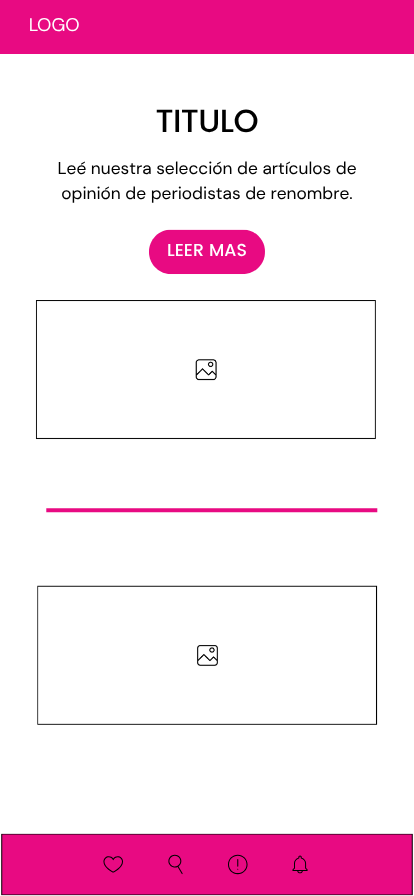 LOGO
TITULO
Leé nuestra selección de artículos de
opinión de periodistas de renombre.
LEER MAS